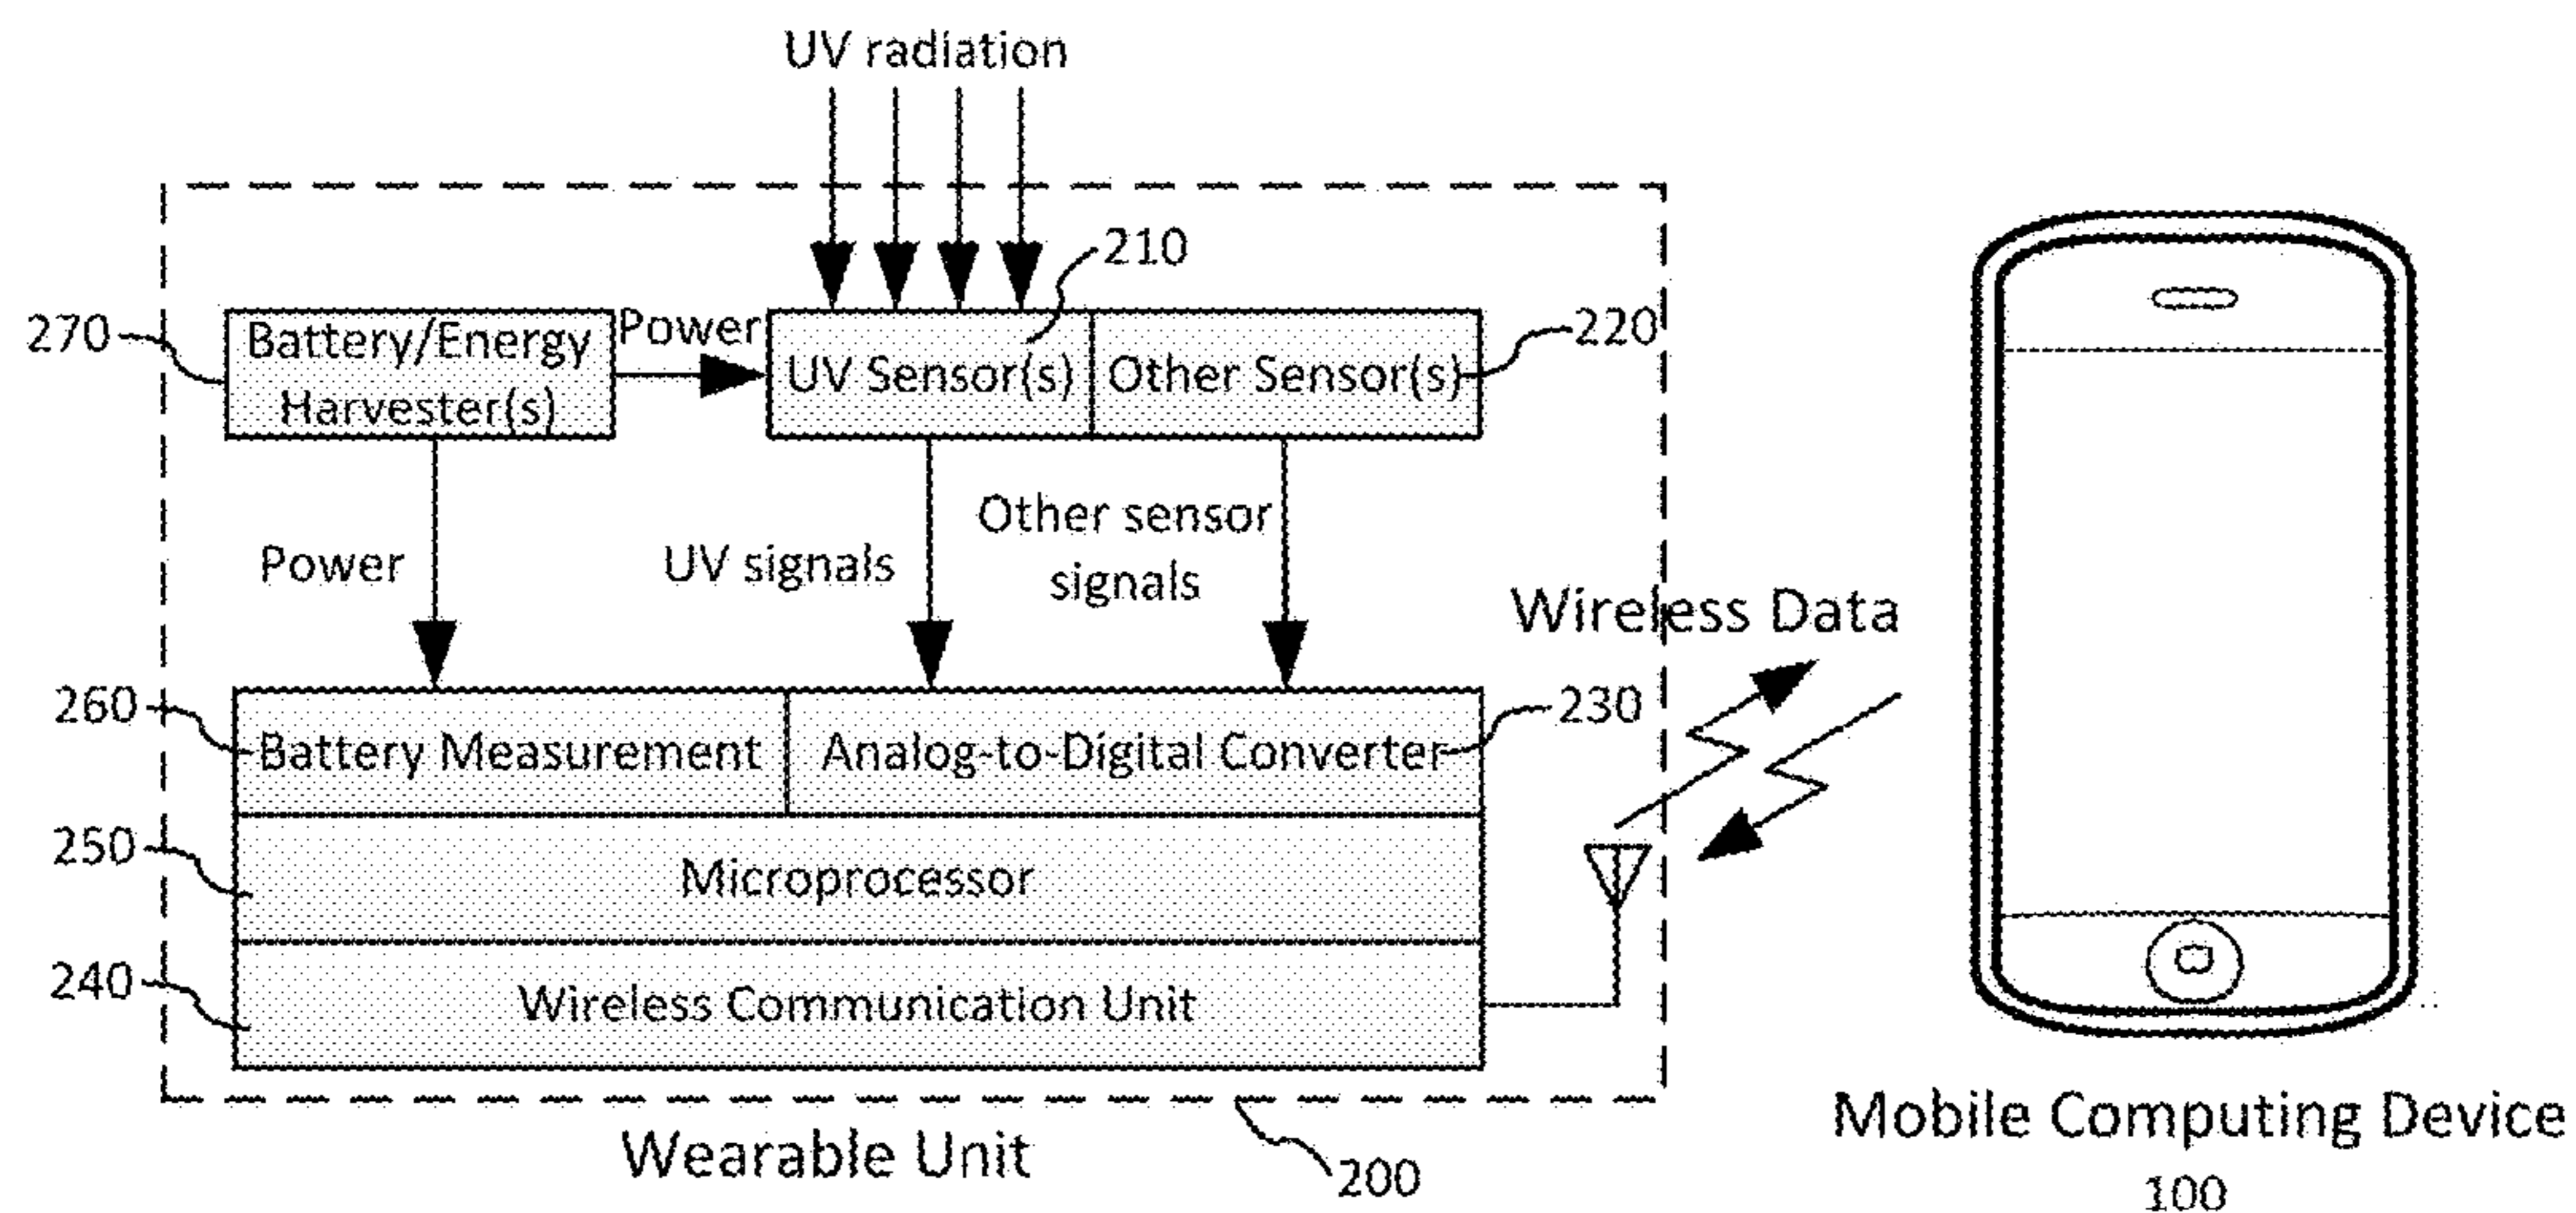 UV radiation
210
270
Battery/Energy
Harvester(s)
Power
UV Sensor(s)
Other Sensor(s)
220
Power
UV signals
Other sensor
signals
Wireless Data
260
Battery Measurement
Analog-to-Digital Converter
230
250
Microprocessor
240
Wireless Communication Unit
Wearable Unit
200
Mobile Computing Device
100